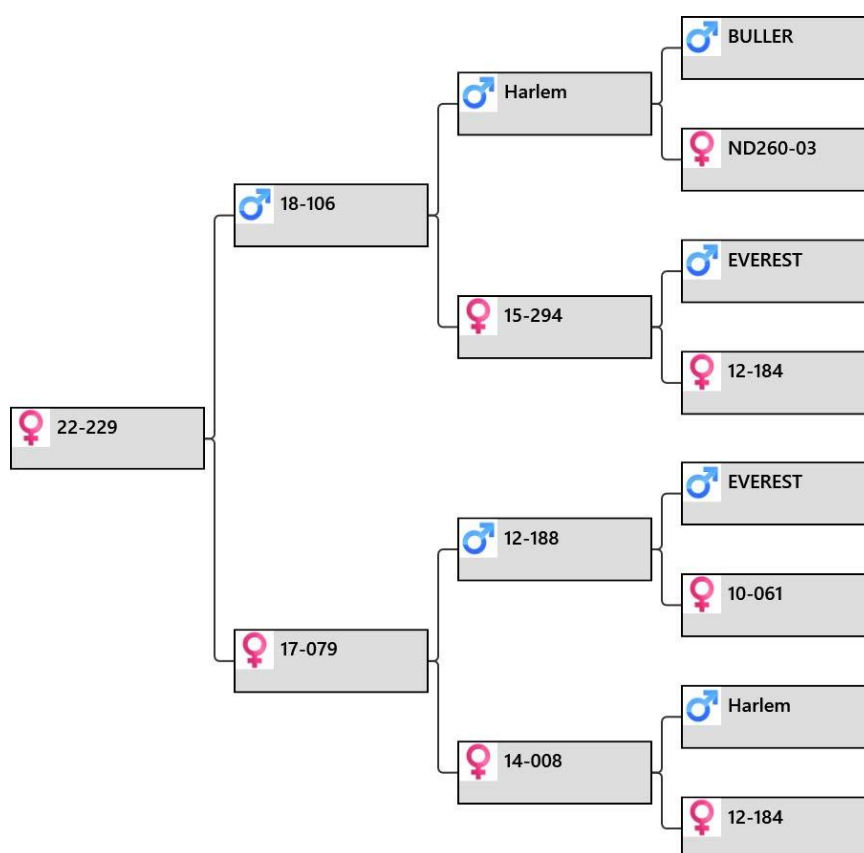 BULLER
Harlem
ND260-03
18-106
EVEREST
15-294
12-184
22-229
EVEREST
12-188
10-061
17-079
Harlem
14-008
12-184